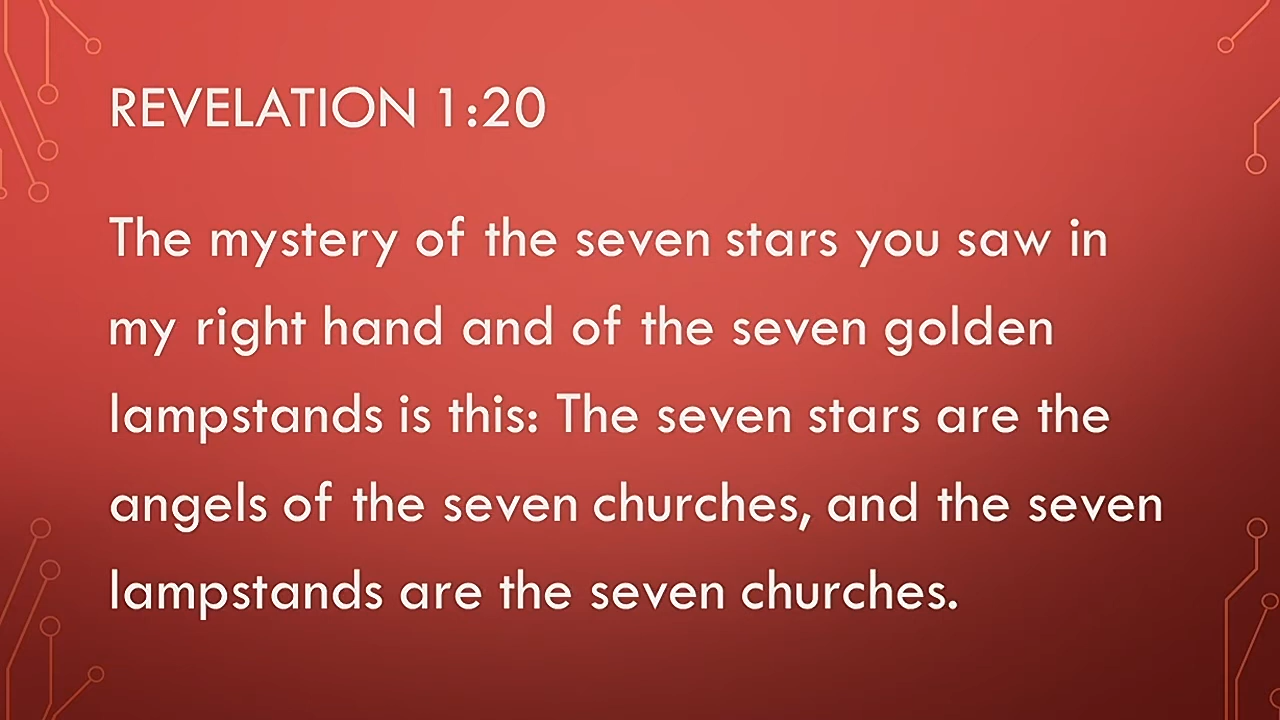 REVELATION 1:20
The mystery of the seven stars you saw in
my right hand and of the seven golden
lampstands is this: The seven stars are the
angels of the seven churches, and the seven
lampstands are the seven churches.